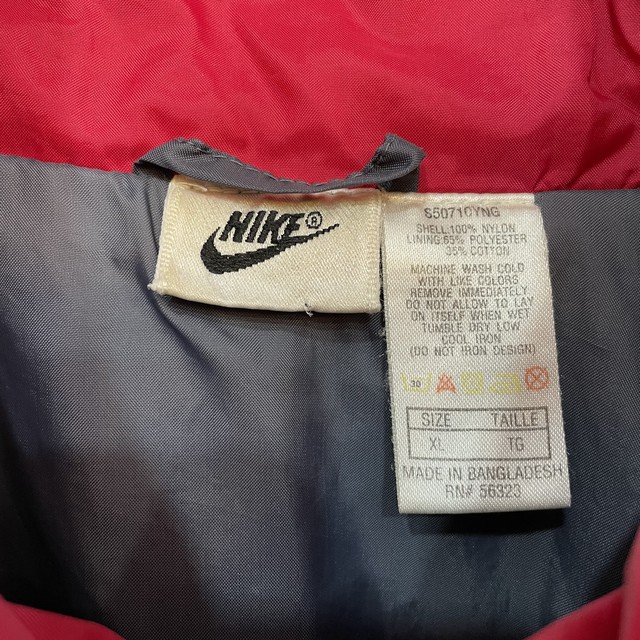 NIKE®
S50710YNG
SHELL:100% NYLON
LINING:65% POLYESTER
35% COTTON
MACHINE WASH COLD
WITH LIKE COLORS
REMOVE IMMEDIATELY
DO NOT ALLOW TO LAY
ON ITSELF WHEN WET
TUMBLE DRY LOW
COOL IRON
(DO NOT IRON DESIGN)
30
SIZE TAILLE
XL TG
MADE IN BANGLADESH
RN# 56323